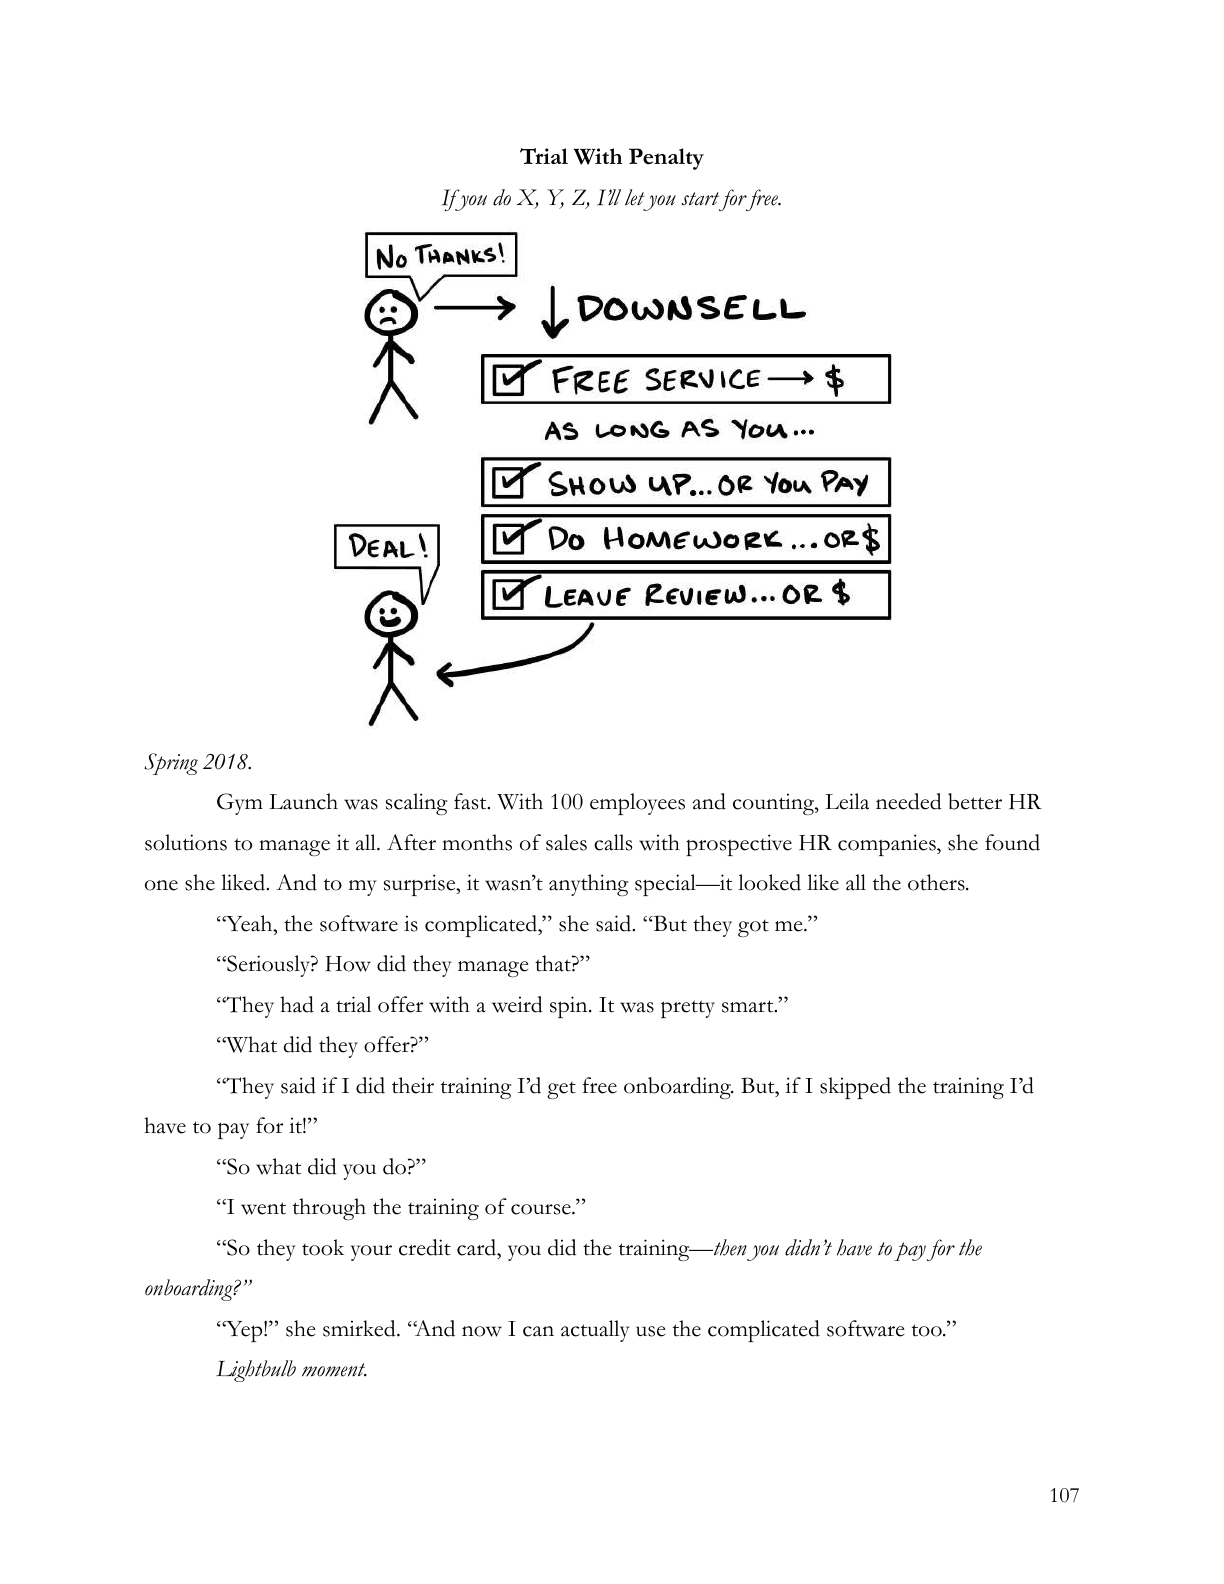 Trial With Penalty
If you do X, Y, Z, I’ll let you start for free.
NO THANKS!
↓ DOWNSELL
FREE SERVICE → $
AS LONG AS YOU...
SHOW UP...OR YOU PAY
DO HOMEWORK...OR $
DEAL!
LEAVE REVIEW...OR $
Spring 2018.
Gym Launch was scaling fast. With 100 employees and counting, Leila needed better HR
solutions to manage it all. After months of sales calls with prospective HR companies, she found
one she liked. And to my surprise, it wasn’t anything special—it looked like all the others.
“Yeah, the software is complicated,” she said. “But they got me.”
“Seriously? How did they manage that?”
“They had a trial offer with a weird spin. It was pretty smart.”
“What did they offer?”
“They said if I did their training I’d get free onboarding. But, if I skipped the training I’d
have to pay for it!”
“So what did you do?”
“I went through the training of course.”
“So they took your credit card, you did the training—then you didn’t have to pay for the
onboarding?”
“Yep!” she smirked. “And now I can actually use the complicated software too.”
Lightbulb moment.
107